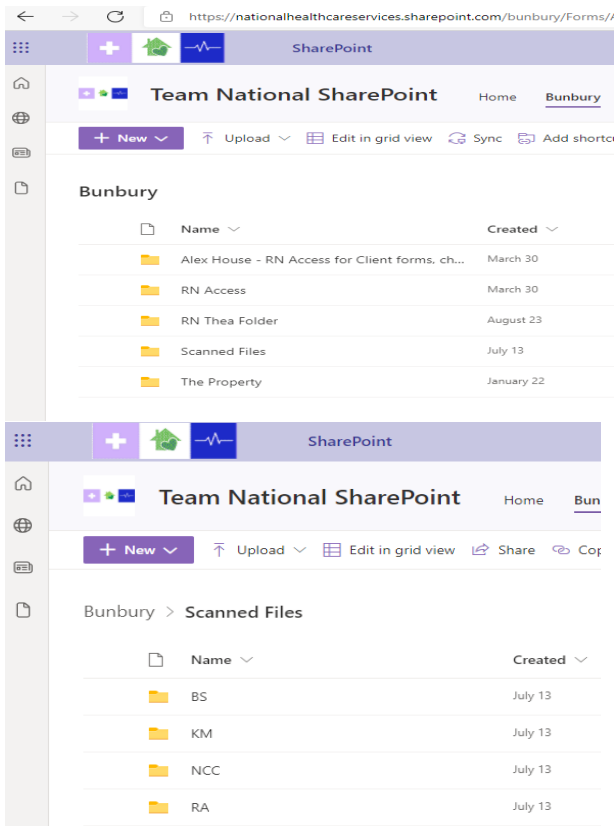 https://nationalhealthcareservices.sharepoint.com/bunbury/Forms/A
SharePoint
Team National SharePoint Home Bunbury
+ New Upload Edit in grid view Sync Add shortcu
Bunbury
Name Created
Alex House - RN Access for Client forms, ch... March 30
RN Access March 30
RN Thea Folder August 23
Scanned Files July 13
The Property January 22
SharePoint
Team National SharePoint Home Bun
+ New Upload Edit in grid view Share Cop
Bunbury > Scanned Files
Name Created
BS July 13
KM July 13
NCC July 13
RA July 13